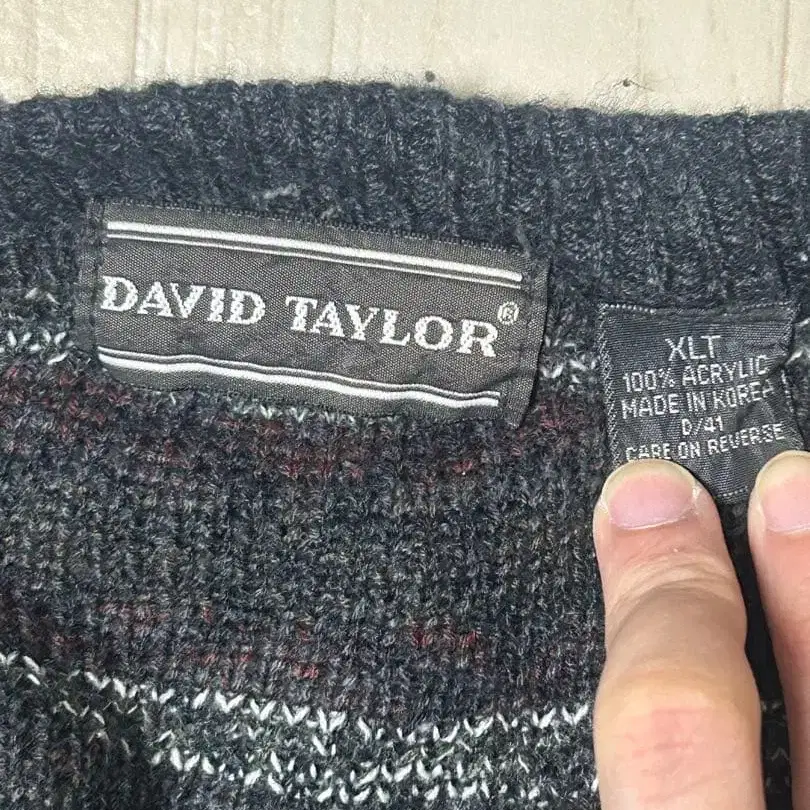 DAVID TAYLOR®
XLT
100% ACRYLIC
MADE IN KOREA
D/41
CARE ON REVERSE